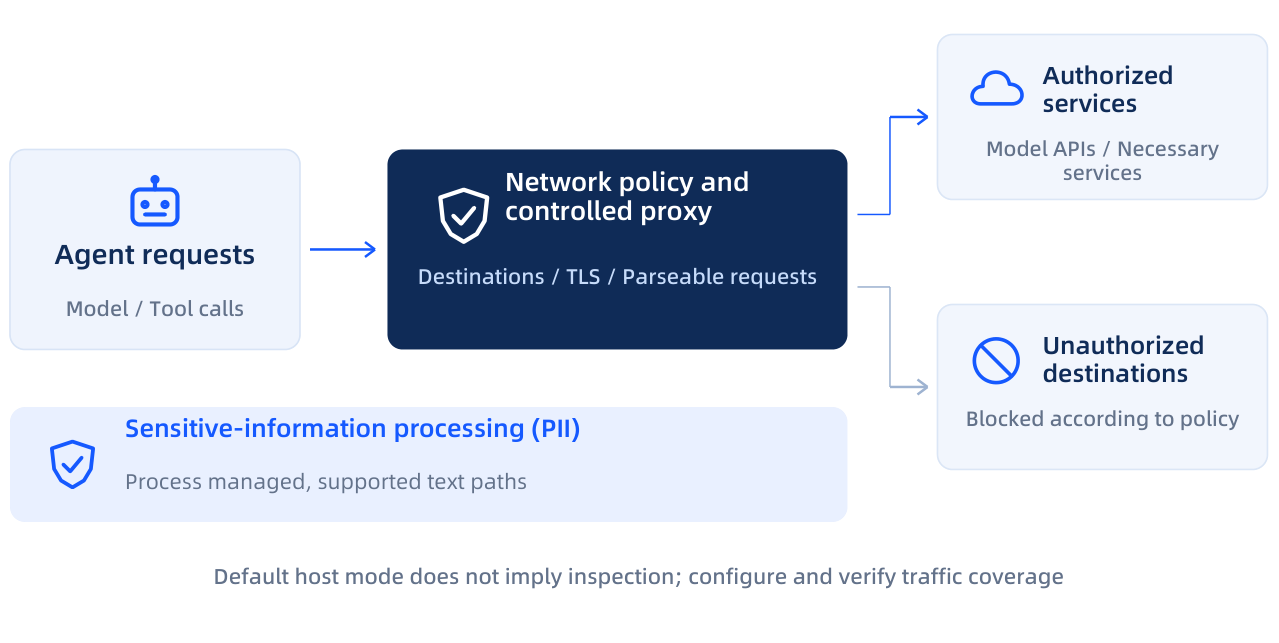 Agent requests
Model / Tool calls
Network policy and
controlled proxy
Destinations / TLS / Parseable requests
Authorized
services
Model APIs / Necessary
services
Unauthorized
destinations
Blocked according to policy
Sensitive-information processing (PII)
Process managed, supported text paths
Default host mode does not imply inspection; configure and verify traffic coverage